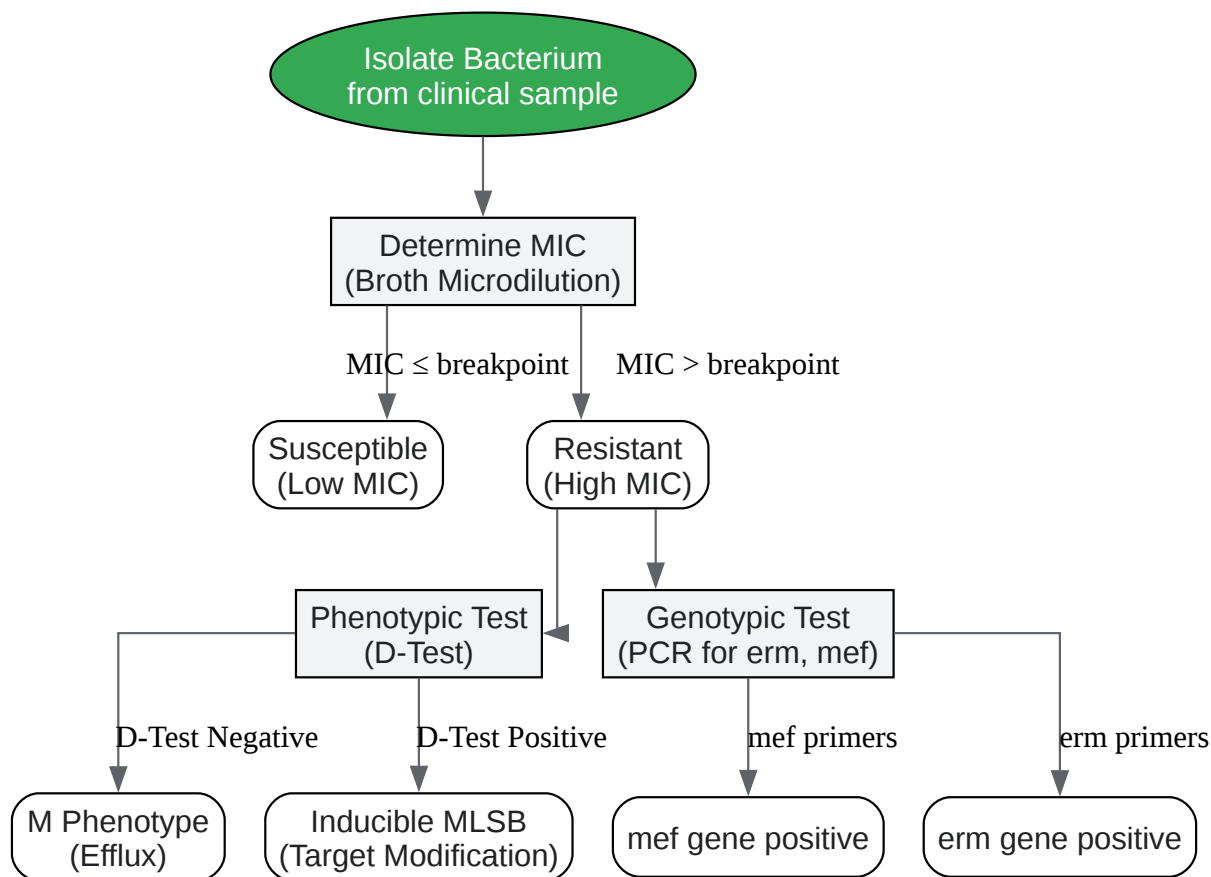 Isolate Bacterium
from clinical sample
Determine MIC
(Broth Microdilution)
MIC ≤ breakpoint
MIC > breakpoint
Susceptible
(Low MIC)
Resistant
(High MIC)
Phenotypic Test
(D-Test)
Genotypic Test
(PCR for erm, mef)
D-Test Negative
D-Test Positive
mef primers
erm primers
M Phenotype
(Efflux)
Inducible MLSB
(Target Modification)
mef gene positive
erm gene positive